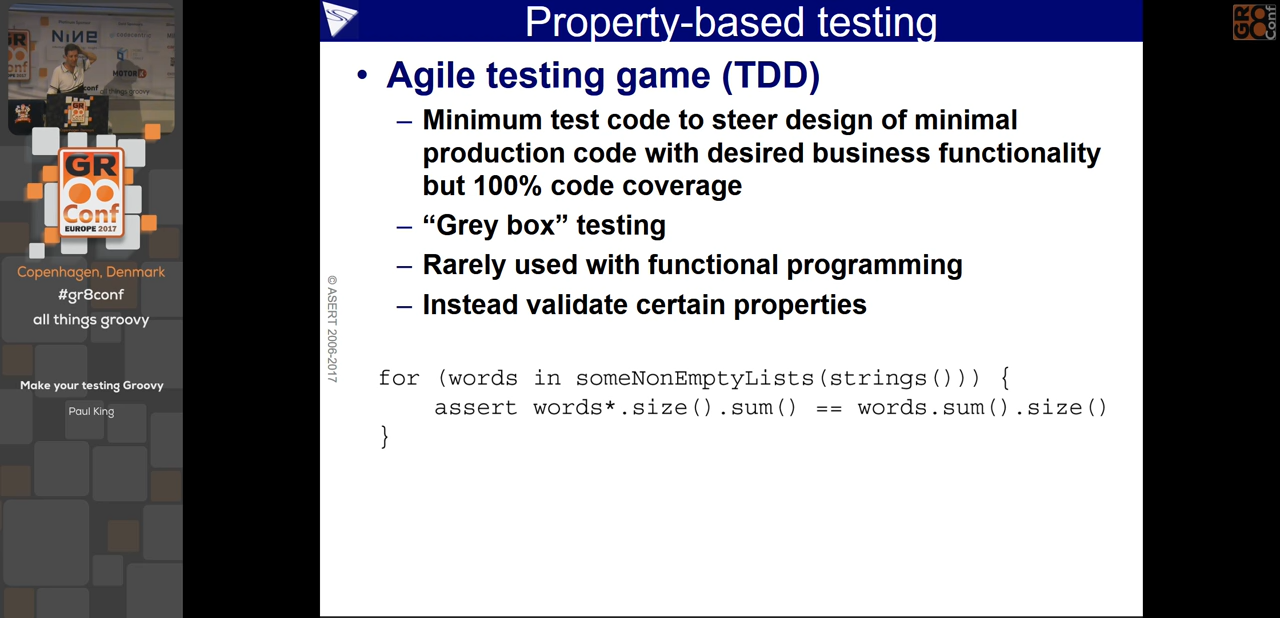 NINE
MOTOR
GR
Conf
EUROPE 2017
Copenhagen, Denmark
#gr8conf
all things groovy
Make your testing Groovy
Paul King
Property-based testing
• Agile testing game (TDD)
– Minimum test code to steer design of minimal
production code with desired business functionality
but 100% code coverage
– “Grey box” testing
– Rarely used with functional programming
– Instead validate certain properties
for (words in someNonEmptyLists(strings())) {
assert words*.size().sum() == words.sum().size()
}
© ASERT 2006-2017
GR
Conf